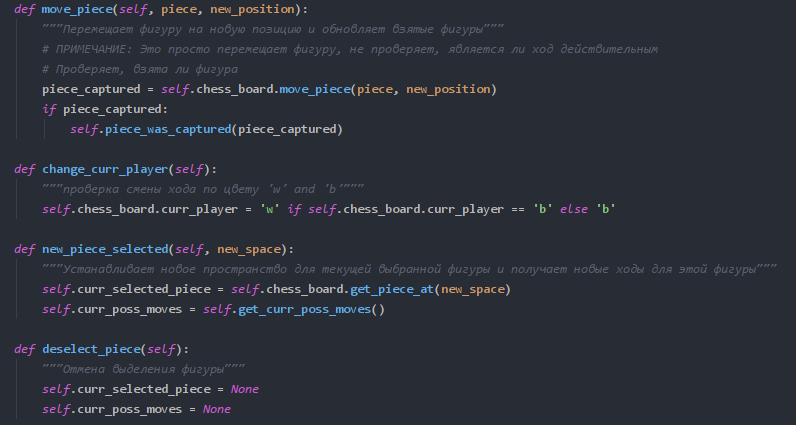 def move_piece(self, piece, new_position):
"""Перемещает фигуру на новую позицию и обновляет взятые фигуры"""
# ПРИМЕЧАНИЕ: Это просто перемещает фигуру, не проверяет, является ли ход действительным
# Проверяет, взята ли фигура
piece_captured = self.chess_board.move_piece(piece, new_position)
if piece_captured:
self.piece_was_captured(piece_captured)
def change_curr_player(self):
"""проверка смены хода по цвету 'w' and 'b'"""
self.chess_board.curr_player = 'w' if self.chess_board.curr_player == 'b' else 'b'
def new_piece_selected(self, new_space):
"""Устанавливает новое пространство для текущей выбранной фигуры и получает новые ходы для этой фигуры"""
self.curr_selected_piece = self.chess_board.get_piece_at(new_space)
self.curr_poss_moves = self.get_curr_poss_moves()
def deselect_piece(self):
"""Отмена выделения фигуры"""
self.curr_selected_piece = None
self.curr_poss_moves = None